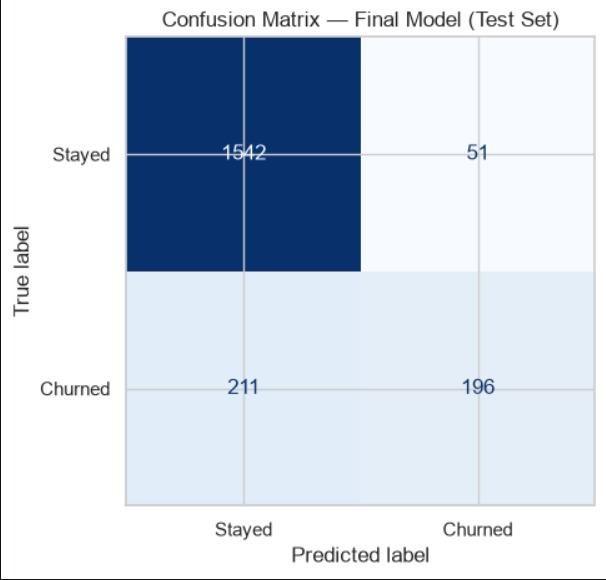 Confusion Matrix — Final Model (Test Set)
Stayed
1542
51
True label
Churned
211
196
Stayed
Churned
Predicted label